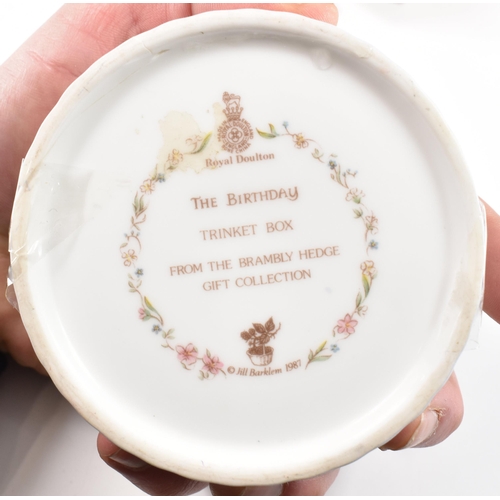 Royal Doulton
THE BIRTHDAY
TRINKET BOX
FROM THE BRAMBLY HEDGE
GIFT COLLECTION
© Jill Barklem 1987